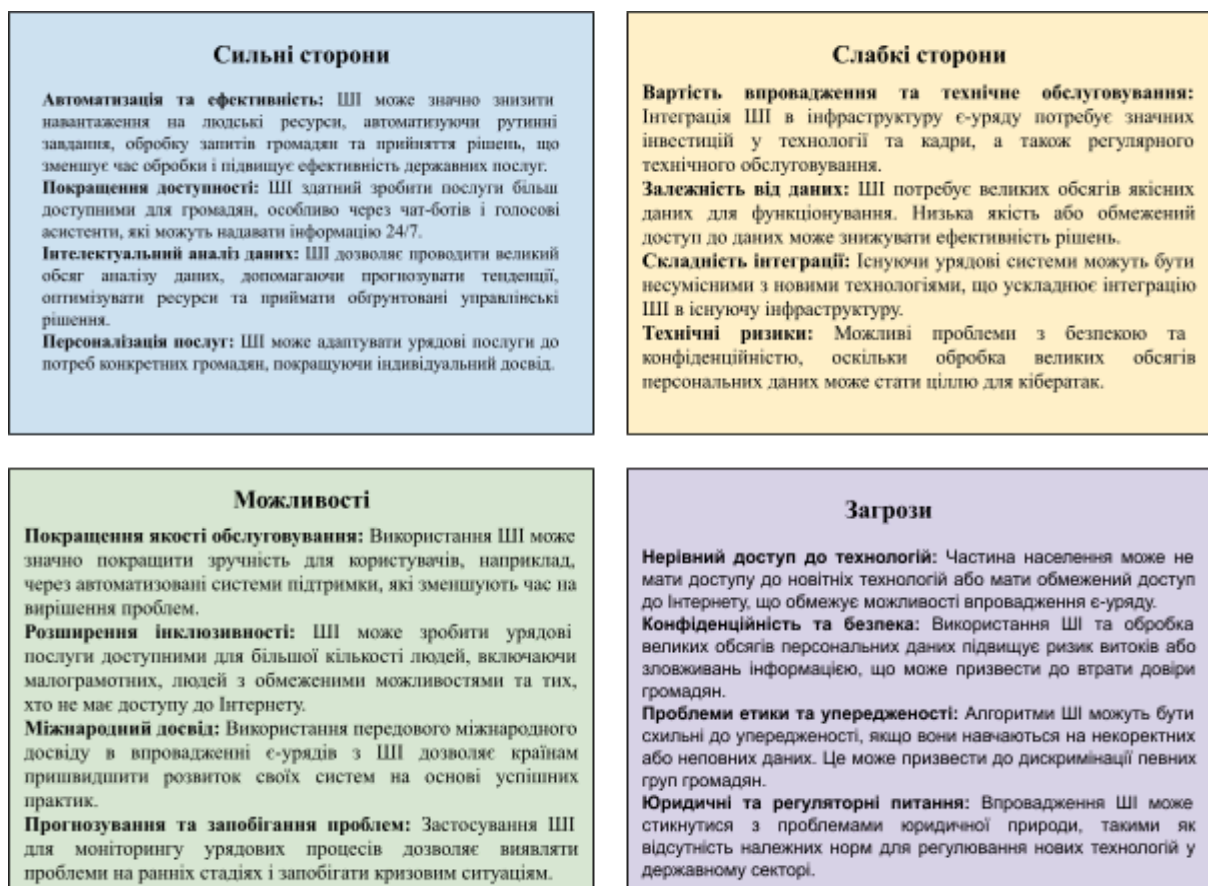 Сильні сторони
Автоматизація та ефективність: ШІ може значно знизити
навантаження на людські ресурси, автоматизуючи рутинні
завдання, обробку запитів громадян та прийняття рішень, що
зменшує час обробки і підвищує ефективність державних послуг.
Покращення доступності: ШІ здатний зробити послуги більш
доступними для громадян, особливо через чат-ботів і голосові
асистенти, які можуть надавати інформацію 24/7.
Інтелектуальний аналіз даних: ШІ дозволяє проводити великий
обсяг аналізу даних, допомагаючи прогнозувати тенденції,
оптимізувати ресурси та приймати обґрунтовані управлінські
рішення.
Персоналізація послуг: ШІ може адаптувати урядові послуги до
потреб конкретних громадян, покращуючи індивідуальний досвід.
Слабкі сторони
Вартість впровадження та технічне обслуговування:
Інтеграція ШІ в інфраструктуру є-уряду потребує значних
інвестицій у технології та кадри, а також регулярного
технічного обслуговування.
Залежність від даних: ШІ потребує великих обсягів якісних
даних для функціонування. Низька якість або обмежений
доступ до даних може знижувати ефективність рішень.
Складність інтеграції: Існуючи урядові системи можуть бути
несумісними з новими технологіями, що ускладнює інтеграцію
ШІ в існуючу інфраструктуру.
Технічні ризики: Можливі проблеми з безпекою та
конфіденційністю, оскільки обробка великих обсягів
персональних даних може стати ціллю для кібератак.
Можливості
Покращення якості обслуговування: Використання ШІ може
значно покращити зручність для користувачів, наприклад,
через автоматизовані системи підтримки, які зменшують час на
вирішення проблем.
Розширення інклюзивності: ШІ може зробити урядові
послуги доступними для більшої кількості людей, включаючи
малограмотних, людей з обмеженими можливостями та тих,
хто не має доступу до Інтернету.
Міжнародний досвід: Використання передового міжнародного
досвіду в впровадженні є-урядів з ШІ дозволяє країнам
пришвидшити розвиток своїх систем на основі успішних
практик.
Прогнозування та запобігання проблем: Застосування ШІ
для моніторингу урядових процесів дозволяє виявляти
проблеми на ранніх стадіях і запобігати кризовим ситуаціям.
Загрози
Нерівний доступ до технологій: Частина населення може не
мати доступу до новітніх технологій або мати обмежений доступ
до Інтернету, що обмежує можливості впровадження є-уряду.
Конфіденційність та безпека: Використання ШІ та обробка
великих обсягів персональних даних підвищує ризик витоків або
зловживань інформацією, що може призвести до втрати довіри
громадян.
Проблеми етики та упередженості: Алгоритми ШІ можуть бути
схильні до упередженості, якщо вони навчаються на некоректних
або неповних даних. Це може призвести до дискримінації певних
груп громадян.
Юридичні та регуляторні питання: Впровадження ШІ може
стикнутися з проблемами юридичної природи, такими як
відсутність належних норм для регулювання нових технологій у
державному секторі.